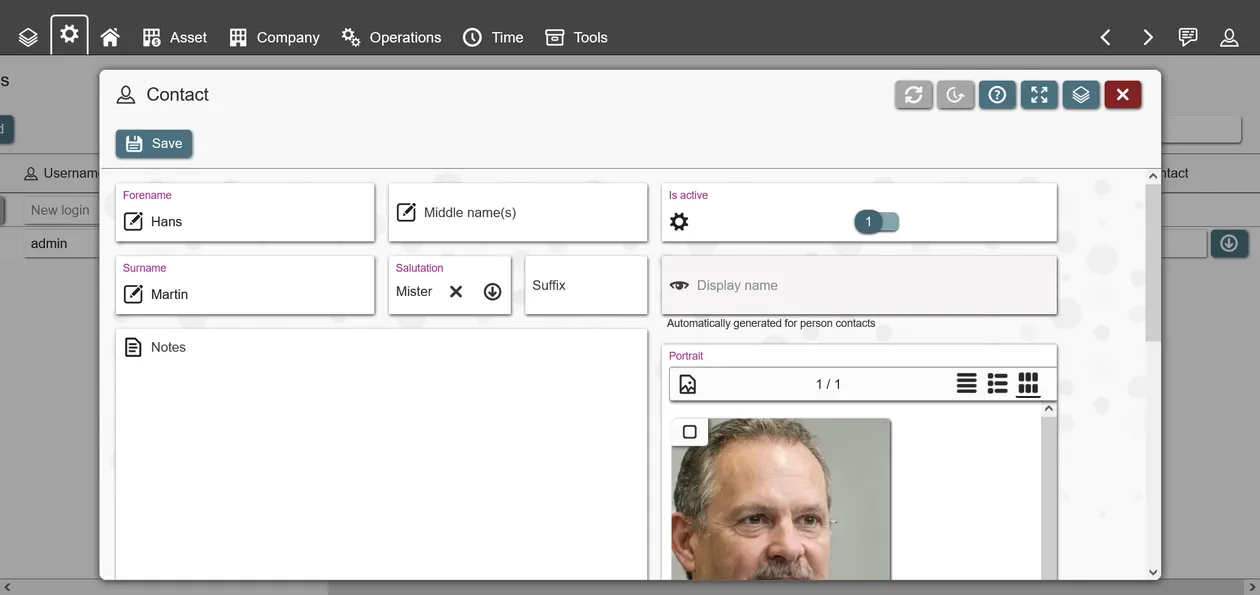 Asset Company Operations Time Tools
s
Contact
Save
Username
ntact
Forename
Hans
Middle name(s)
Is active
1
New login
admin
Surname
Martin
Salutation
Mister
Suffix
Display name
Automatically generated for person contacts
Notes
Portrait
1 / 1